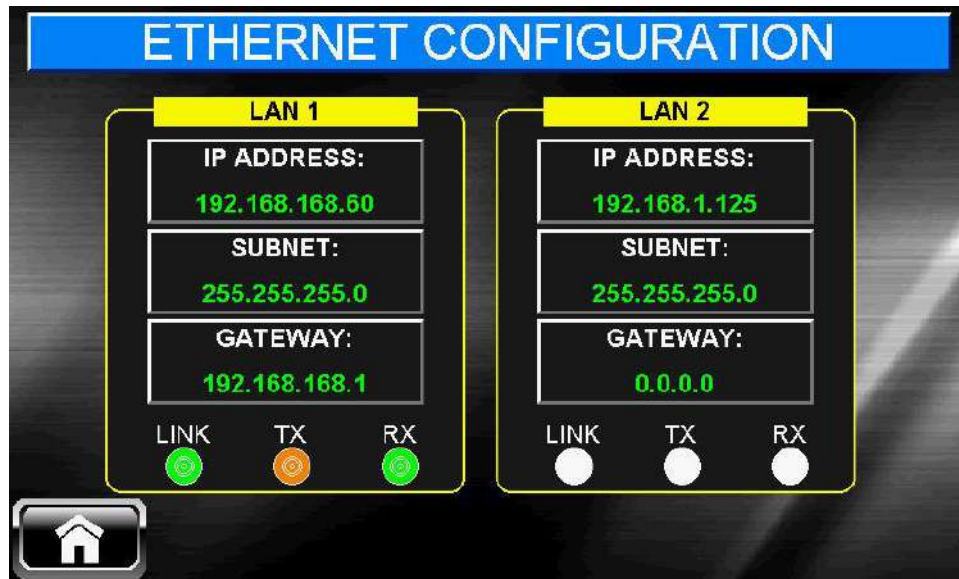 ETHERNET CONFIGURATION
LAN 1
IP ADDRESS:
192.168.168.60
SUBNET:
255.255.255.0
GATEWAY:
192.168.168.1
LINK TX RX
LAN 2
IP ADDRESS:
192.168.1.125
SUBNET:
255.255.255.0
GATEWAY:
0.0.0.0
LINK TX RX